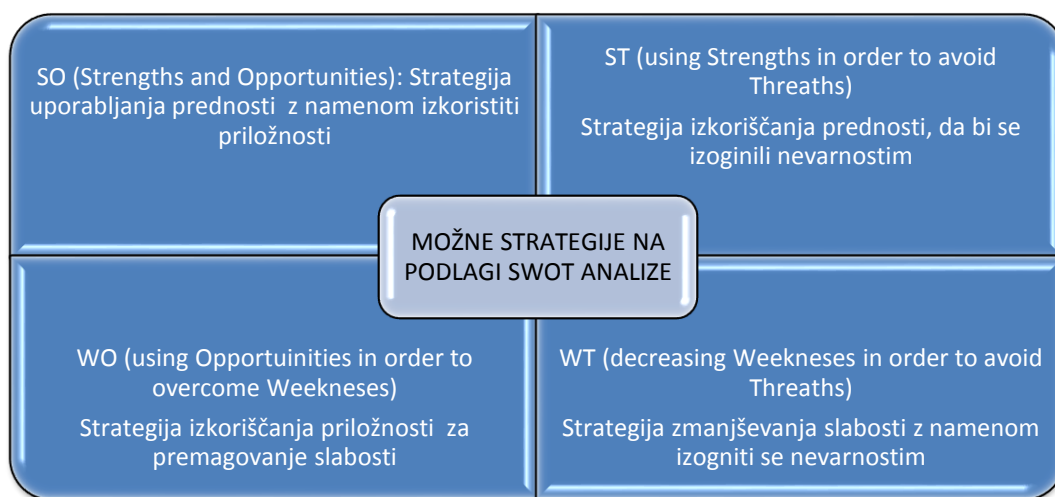 SO (Strengths and Opportunities): Strategija
uporabljanja prednosti z namenom izkoristiti
priložnosti
ST (using Strengths in order to avoid
Threaths)
Strategija izkoriščanja prednosti, da bi se
izoginili nevarnostim
MOŽNE STRATEGIJE NA
PODLAGI SWOT ANALIZE
WO (using Opportuinities in order to
overcome Weekneses)
Strategija izkoriščanja priložnosti za
premagovanje slabosti
WT (decreasing Weekneses in order to avoid
Threaths)
Strategija zmanjševanja slabosti z namenom
izogniti se nevarnostim